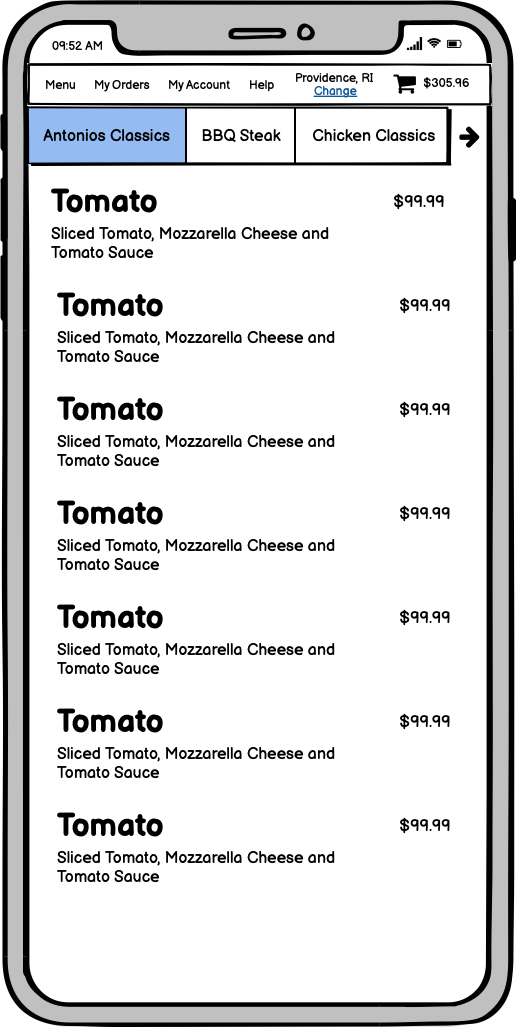 09:52 AM
Menu My Orders My Account Help Providence, RI $305.96
Change
Antonios Classics BBQ Steak Chicken Classics
Tomato $99.99
Sliced Tomato, Mozzarella Cheese and
Tomato Sauce
Tomato $99.99
Sliced Tomato, Mozzarella Cheese and
Tomato Sauce
Tomato $99.99
Sliced Tomato, Mozzarella Cheese and
Tomato Sauce
Tomato $99.99
Sliced Tomato, Mozzarella Cheese and
Tomato Sauce
Tomato $99.99
Sliced Tomato, Mozzarella Cheese and
Tomato Sauce
Tomato $99.99
Sliced Tomato, Mozzarella Cheese and
Tomato Sauce
Tomato $99.99
Sliced Tomato, Mozzarella Cheese and
Tomato Sauce